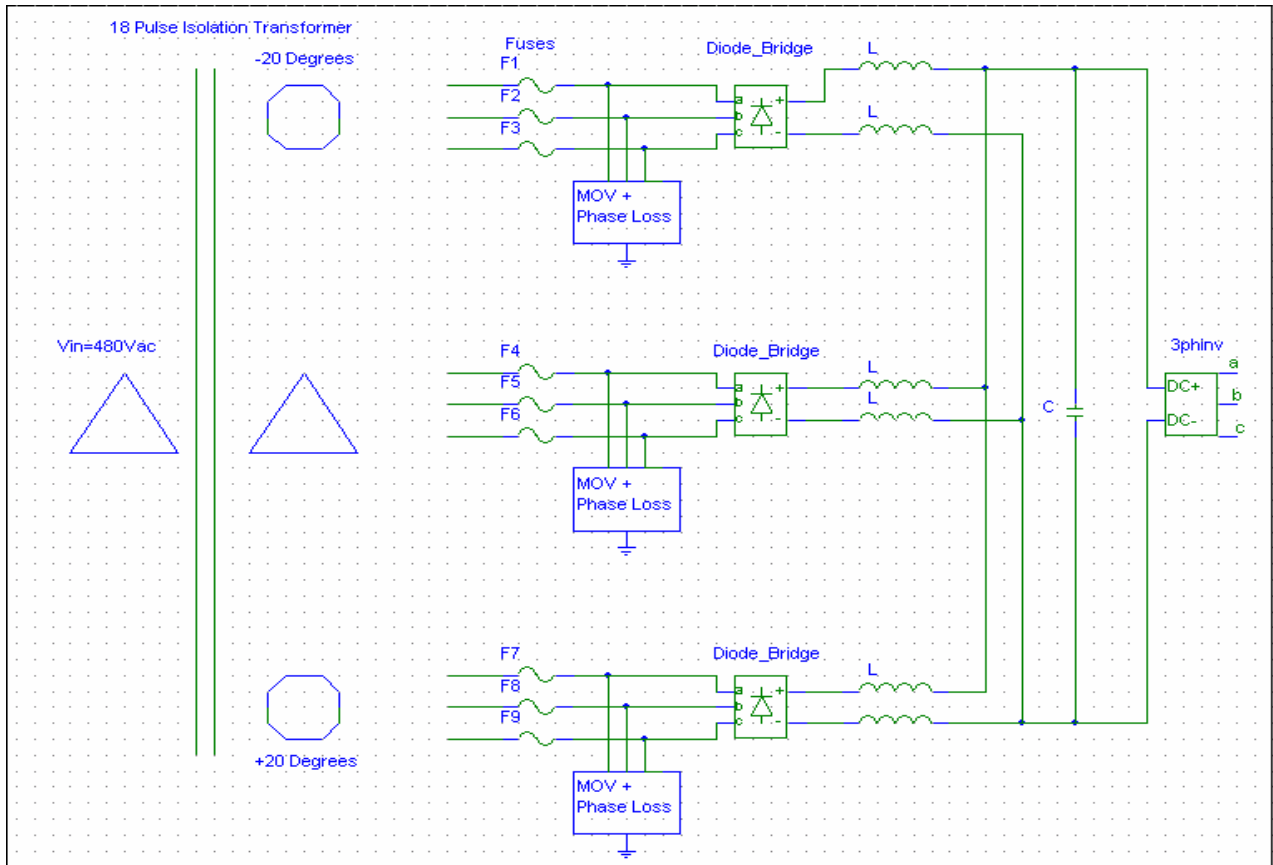 18 Pulse Isolation Transformer
-20 Degrees
Fuses
F1
F2
F3
Diode_Bridge
L
L
a
b
c
+
-
MOV +
Phase Loss
Vin=480Vac
F4
F5
F6
Diode_Bridge
L
L
a
b
c
+
-
MOV +
Phase Loss
C
3phinv
DC+
DC-
a
b
c
F7
F8
F9
Diode_Bridge
L
a
b
c
+
-
+20 Degrees
MOV +
Phase Loss